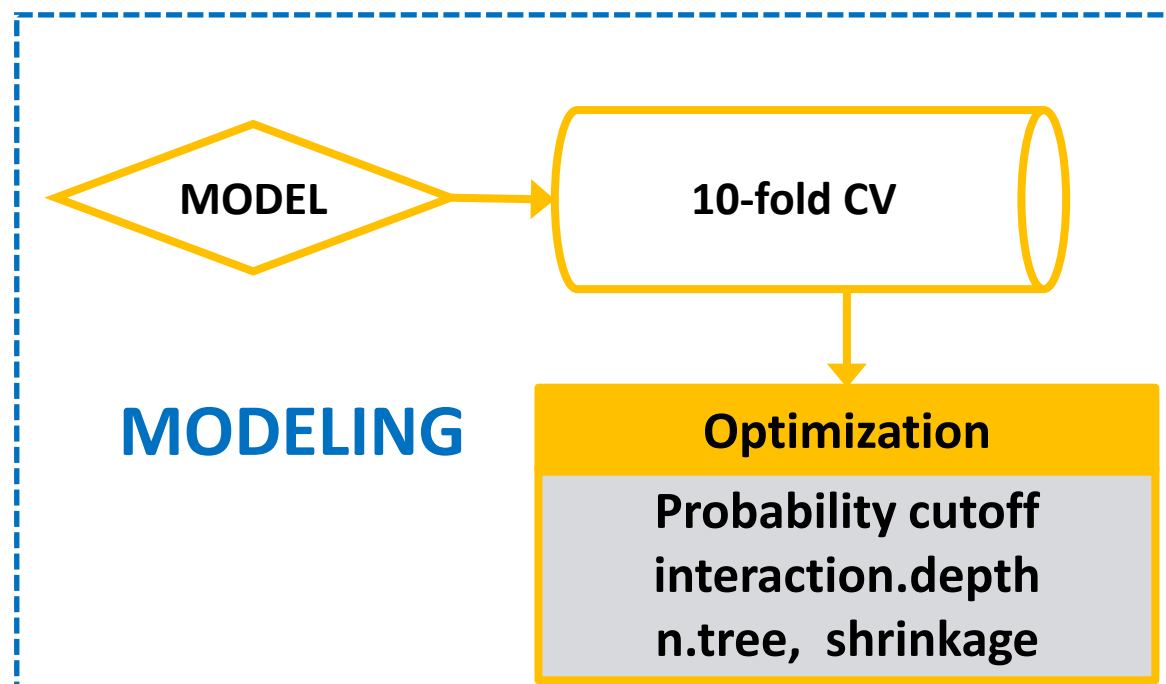 MODEL
10-fold CV
MODELING
Optimization
Probability cutoff
interaction.depth
n.tree, shrinkage